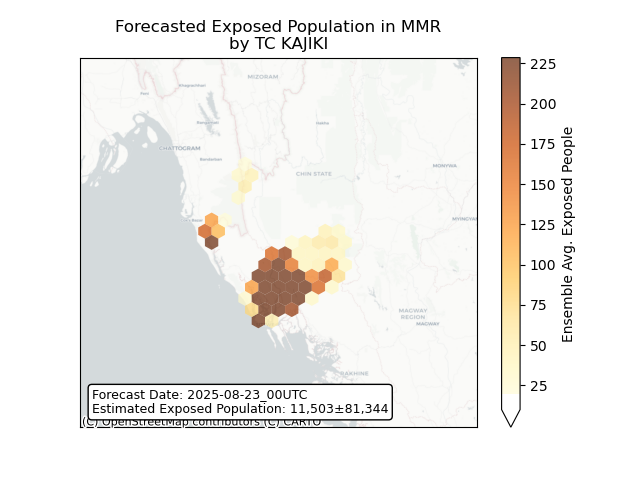 Forecasted Exposed Population in MMR
by TC KAJIKI
MIZORAM
CHATTOGRAM
CHIN STATE
MONYWA
MAGWAY
REGION
MAGWAY
RAKHINE
Forecast Date: 2025-08-23_00UTC
Estimated Exposed Population: 11,503±81,344
(C) OpenStreetMap contributors (C) CARTO
225
200
175
150
125
100
75
50
25
Ensemble Avg. Exposed People